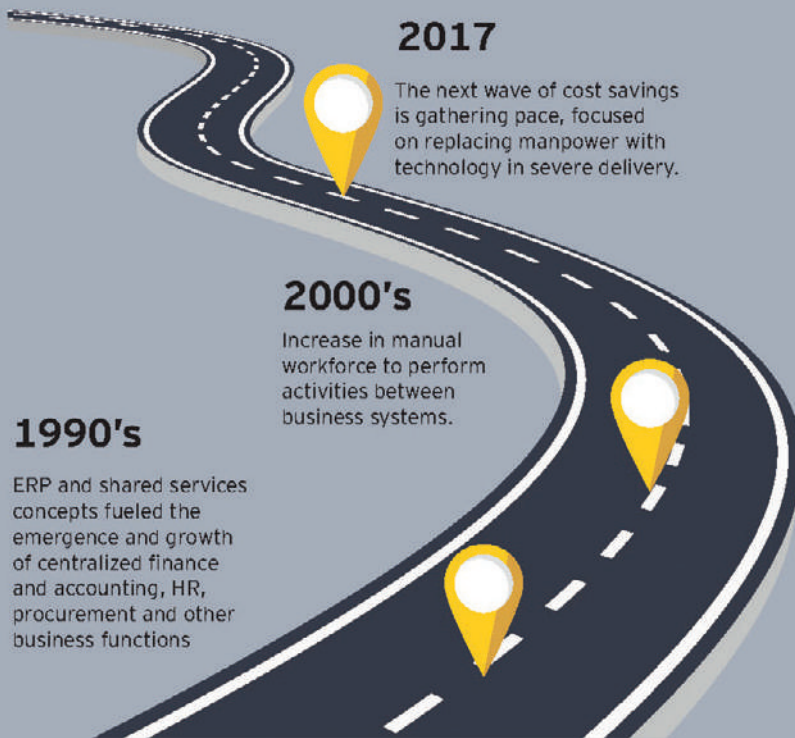 2017
The next wave of cost savings
is gathering pace, focused
on replacing manpower with
technology in severe delivery.
2000's
Increase in manual
workforce to perform
activities between
business systems.
1990's
ERP and shared services
concepts fueled the
emergence and growth
of centralized finance
and accounting, HR,
procurement and other
business functions